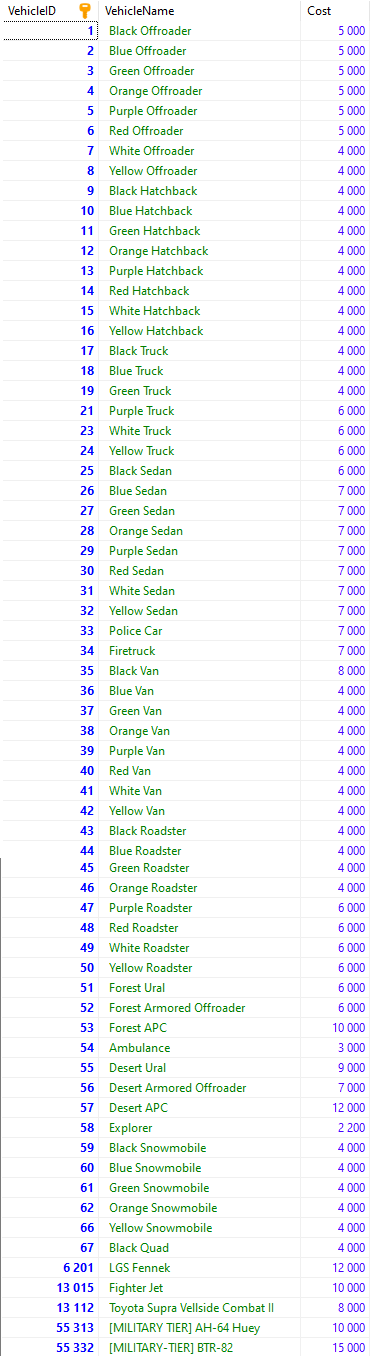 VehicleID VehicleName Cost
1 Black Offroader 5 000
2 Blue Offroader 5 000
3 Green Offroader 5 000
4 Orange Offroader 5 000
5 Purple Offroader 5 000
6 Red Offroader 5 000
7 White Offroader 4 000
8 Yellow Offroader 5 000
9 Black Hatchback 4 000
10 Blue Hatchback 4 000
11 Green Hatchback 4 000
12 Orange Hatchback 4 000
13 Purple Hatchback 4 000
14 Red Hatchback 4 000
15 White Hatchback 4 000
16 Yellow Hatchback 4 000
17 Black Truck 4 000
18 Blue Truck 4 000
19 Green Truck 4 000
21 Purple Truck 6 000
23 White Truck 6 000
24 Yellow Truck 6 000
25 Black Sedan 6 000
26 Blue Sedan 7 000
27 Green Sedan 7 000
28 Orange Sedan 7 000
29 Purple Sedan 7 000
30 Red Sedan 7 000
31 White Sedan 7 000
32 Yellow Sedan 7 000
33 Police Car 7 000
34 Firetruck 7 000
35 Black Van 8 000
36 Blue Van 4 000
37 Green Van 4 000
38 Orange Van 4 000
39 Purple Van 4 000
40 Red Van 4 000
41 White Van 4 000
42 Yellow Van 4 000
43 Black Roadster 4 000
44 Blue Roadster 4 000
45 Green Roadster 4 000
46 Orange Roadster 4 000
47 Purple Roadster 6 000
48 Red Roadster 6 000
49 White Roadster 6 000
50 Yellow Roadster 6 000
51 Forest Ural 6 000
52 Forest Armored Offroader 6 000
53 Forest APC 10 000
54 Ambulance 3 000
55 Desert Ural 9 000
56 Desert Armored Offroader 7 000
57 Desert APC 12 000
58 Explorer 2 200
59 Black Snowmobile 4 000
60 Blue Snowmobile 4 000
61 Green Snowmobile 4 000
62 Orange Snowmobile 4 000
66 Yellow Snowmobile 4 000
67 Black Quad 4 000
6 201 LGS Fennek 12 000
13 015 Fighter Jet 10 000
13 112 Toyota Supra Vellside Combat II 8 000
55 313 [MILITARY TIER] AH-64 Huey 10 000
55 332 [MILITARY-TIER] BTR-82 15 000